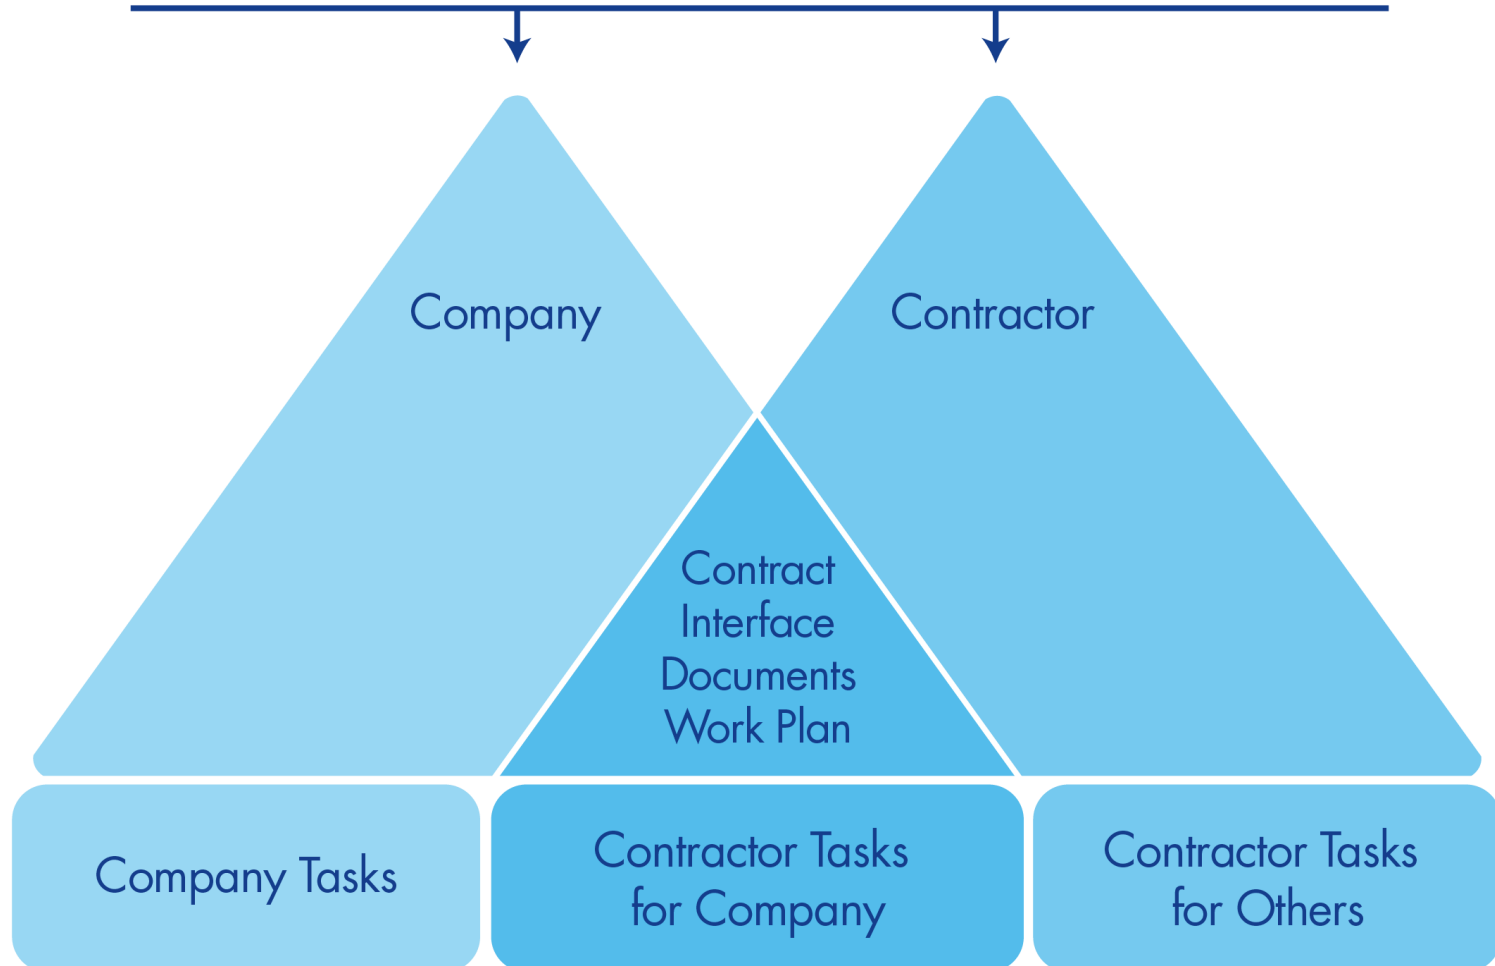 Company
Contractor
Contract
Interface
Documents
Work Plan
Company Tasks
Contractor Tasks
for Company
Contractor Tasks
for Others